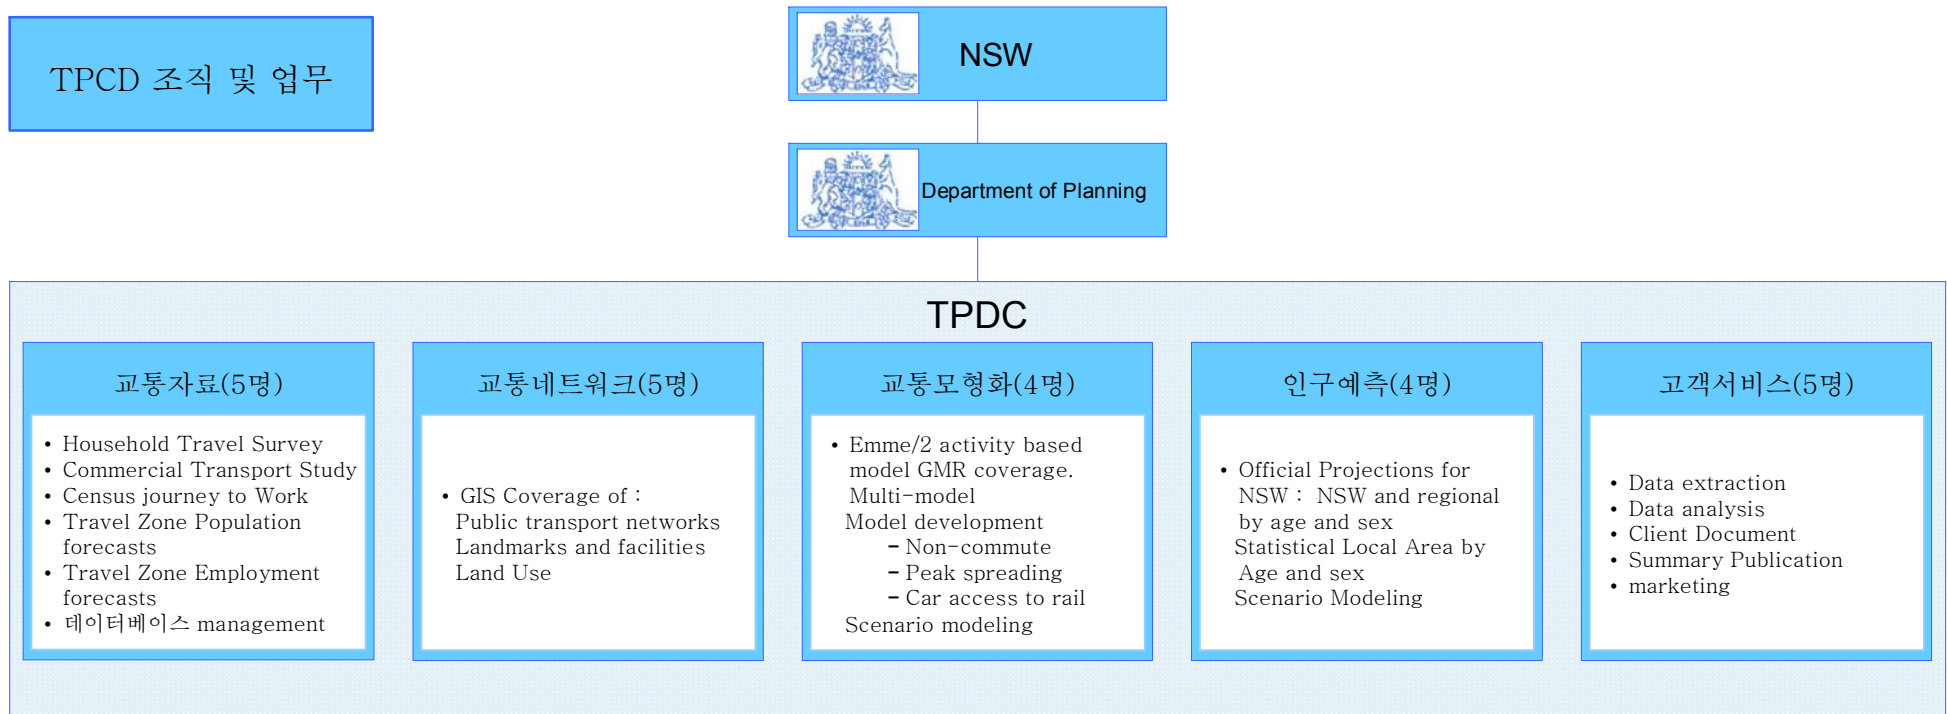 TPCD 조직 및 업무
NSW
Department of Planning
TPDC
교통자료(5명)
• Household Travel Survey
• Commercial Transport Study
• Census journey to Work
• Travel Zone Population
forecasts
• Travel Zone Employment
forecasts
• 데이터베이스 management
교통네트워크(5명)
• GIS Coverage of :
Public transport networks
Landmarks and facilities
Land Use
교통모형화(4명)
• Emme/2 activity based
model GMR coverage.
Multi-model
Model development
- Non-commute
- Peak spreading
- Car access to rail
Scenario modeling
인구예측(4명)
• Official Projections for
NSW : NSW and regional
by age and sex
Statistical Local Area by
Age and sex
Scenario Modeling
고객서비스(5명)
• Data extraction
• Data analysis
• Client Document
• Summary Publication
• marketing